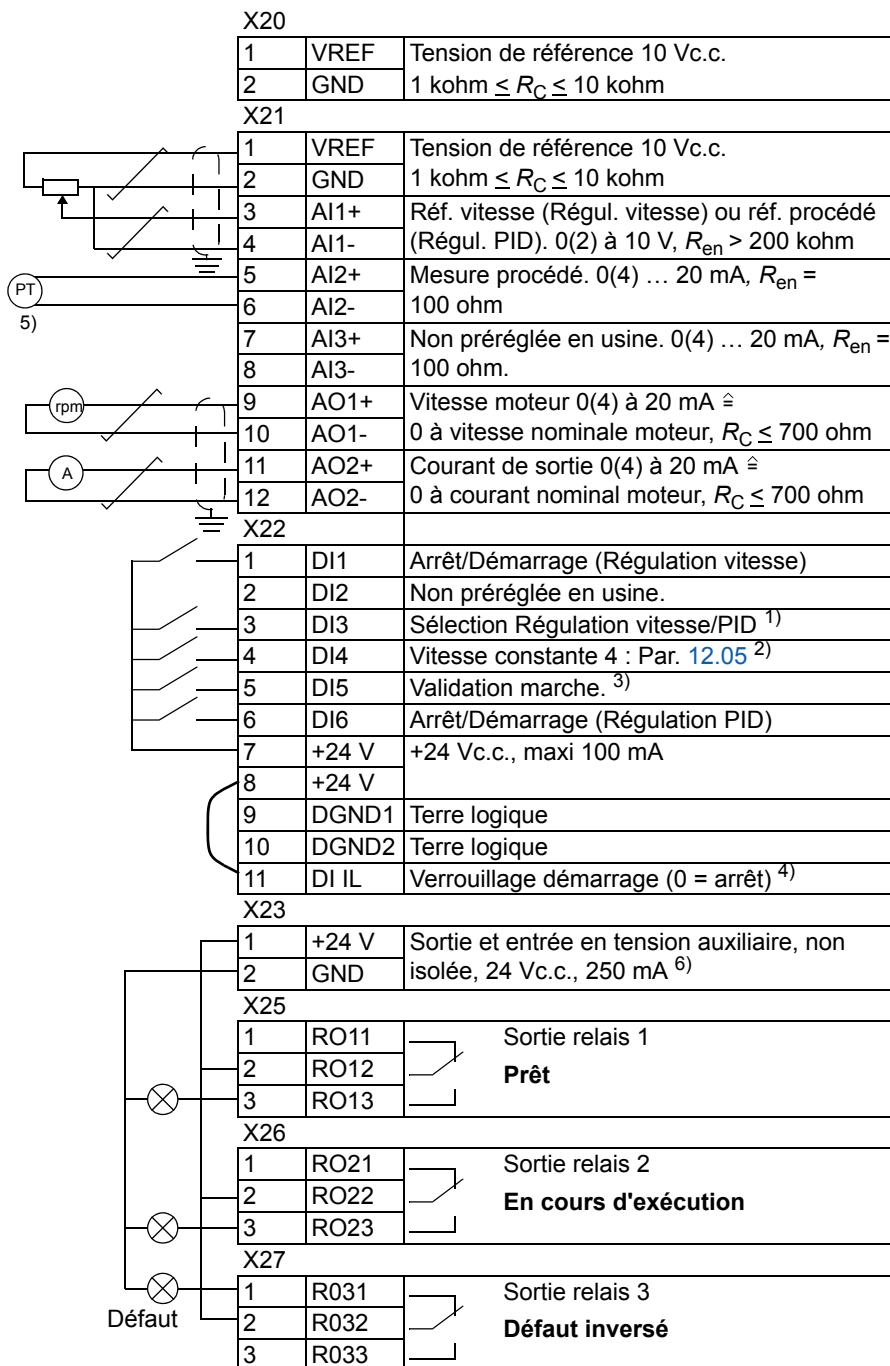 X20
1 VREF Tension de référence 10 Vc.c.
2 GND 1 kohm ≤ RC ≤ 10 kohm
X21
1 VREF Tension de référence 10 Vc.c.
2 GND 1 kohm ≤ RC ≤ 10 kohm
3 AI1+ Réf. vitesse (Régul. vitesse) ou réf. procédé
4 AI1- (Régul. PID). 0(2) à 10 V, Ren > 200 kohm
PT
5 AI2+ Mesure procédé. 0(4) … 20 mA, Ren =
6 AI2- 100 ohm
5)
7 AI3+ Non préréglée en usine. 0(4) … 20 mA, Ren =
8 AI3- 100 ohm.
rpm
9 AO1+ Vitesse moteur 0(4) à 20 mA ≙
10 AO1- 0 à vitesse nominale moteur, RC ≤ 700 ohm
A
11 AO2+ Courant de sortie 0(4) à 20 mA ≙
12 AO2- 0 à courant nominal moteur, RC ≤ 700 ohm
X22
1 DI1 Arrêt/Démarrage (Régulation vitesse)
2 DI2 Non préréglée en usine.
3 DI3 Sélection Régulation vitesse/PID 1)
4 DI4 Vitesse constante 4 : Par. 12.05 2)
5 DI5 Validation marche. 3)
6 DI6 Arrêt/Démarrage (Régulation PID)
7 +24 V +24 Vc.c., maxi 100 mA
8 +24 V
9 DGND1 Terre logique
10 DGND2 Terre logique
11 DI IL Verrouillage démarrage (0 = arrêt) 4)
X23
1 +24 V Sortie et entrée en tension auxiliaire, non
2 GND isolée, 24 Vc.c., 250 mA 6)
X25
1 RO11 Sortie relais 1
2 RO12 Prêt
3 RO13
X26
1 RO21 Sortie relais 2
2 RO22 En cours d'exécution
3 RO23
X27
1 R031 Sortie relais 3
Défaut
2 R032 Défaut inversé
3 R033